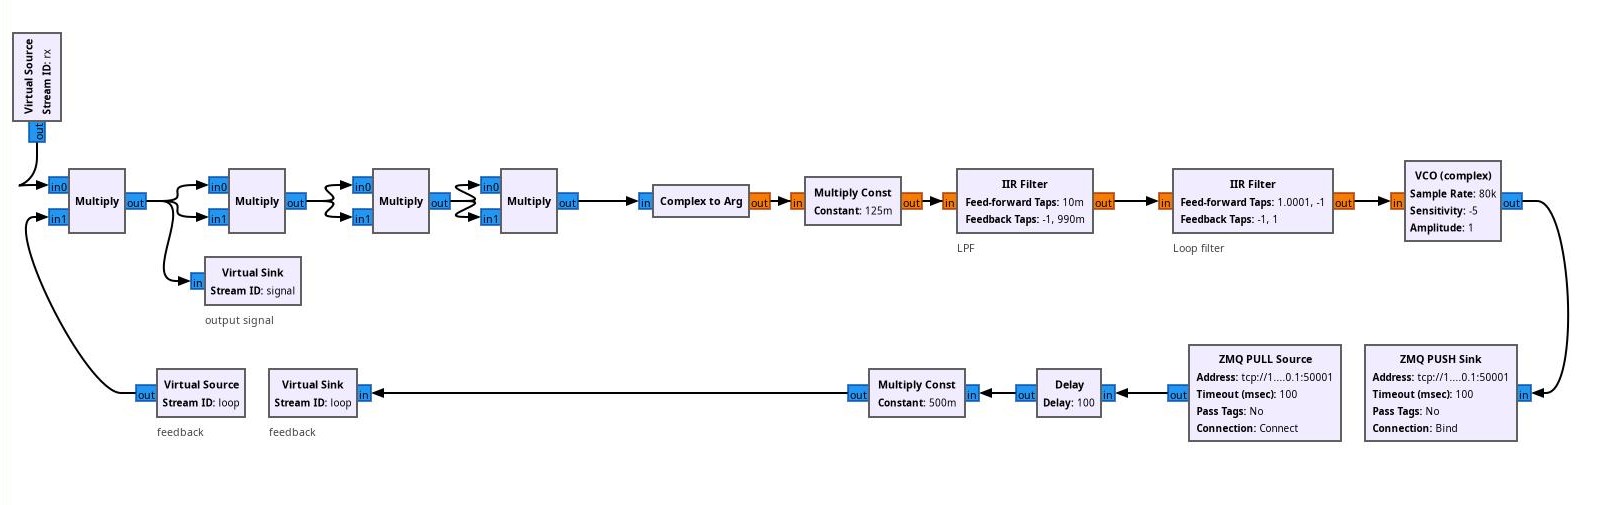 Virtual Source
Stream ID: rx
out
in0
in1
Multiply
out
in0
in1
Multiply
out
in0
in1
Multiply
out
in0
in1
Multiply
out
in
Complex to Arg
out
in
Multiply Const
Constant: 125m
out
in
IIR Filter
Feed-forward Taps: 10m
Feedback Taps: -1, 990m
out
LPF
in
IIR Filter
Feed-forward Taps: 1.0001, -1
Feedback Taps: -1, 1
out
Loop filter
in
VCO (complex)
Sample Rate: 80k
Sensitivity: -5
Amplitude: 1
out
in
Virtual Sink
Stream ID: signal
output signal
out
Virtual Source
Stream ID: loop
feedback
Virtual Sink
Stream ID: loop
in
feedback
out
Multiply Const
Constant: 500m
in
out
Delay
Delay: 100
in
out
ZMQ PULL Source
Address: tcp://1....0.1:50001
Timeout (msec): 100
Pass Tags: No
Connection: Connect
ZMQ PUSH Sink
Address: tcp://1....0.1:50001
Timeout (msec): 100
Pass Tags: No
Connection: Bind
in